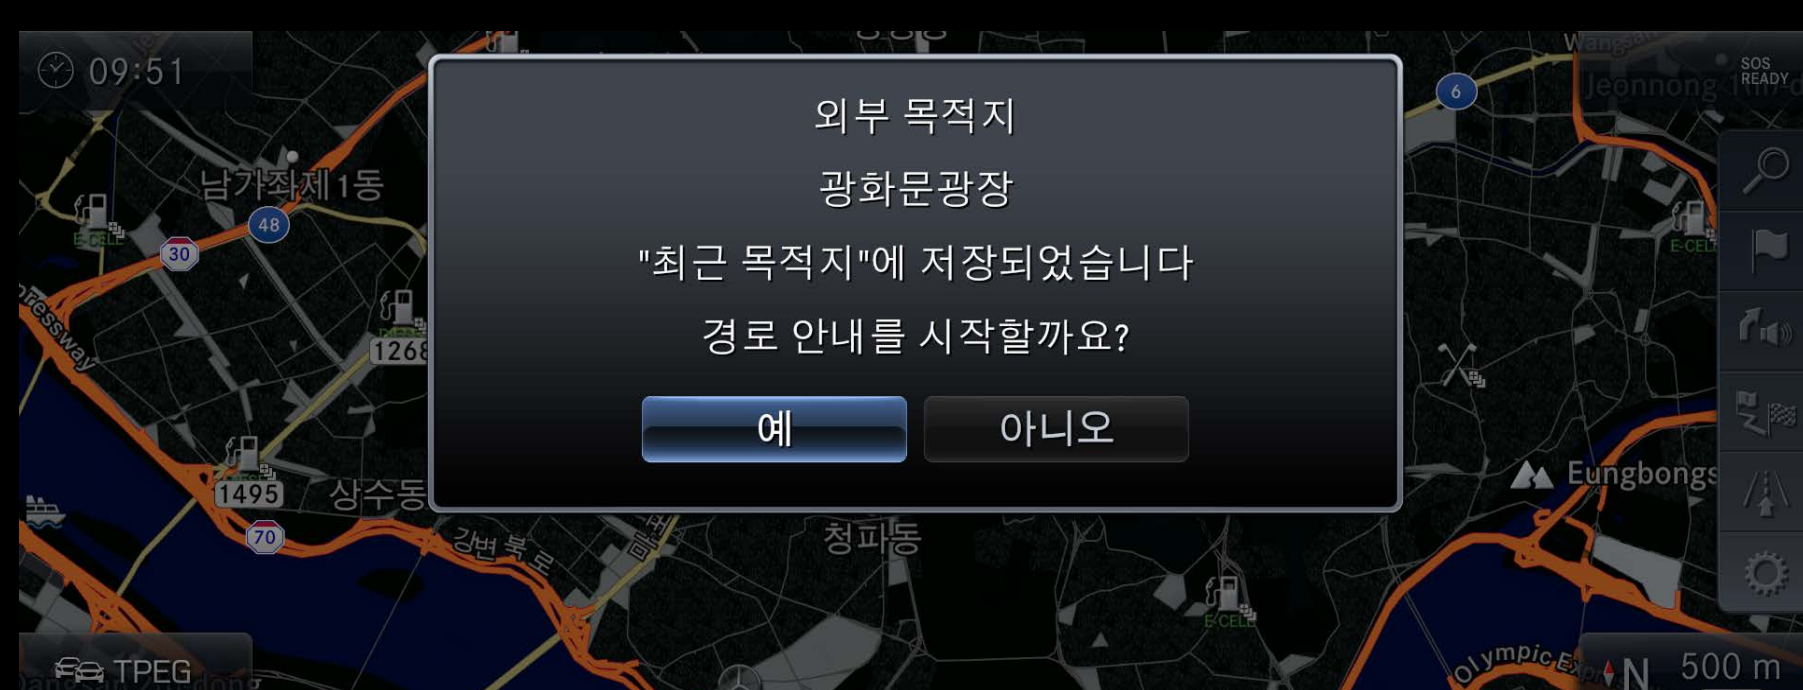 09:51
SOS
READY
외부 목적지
광화문광장
"최근 목적지"에 저장되었습니다
경로 안내를 시작할까요?
예
아니오
6
남가좌제1동
48
30
E-CELL
1268
1495
상수동
70
강변북로
청파동
Eungbongs
E-CELL
Olympic
TPEG
N
500 m